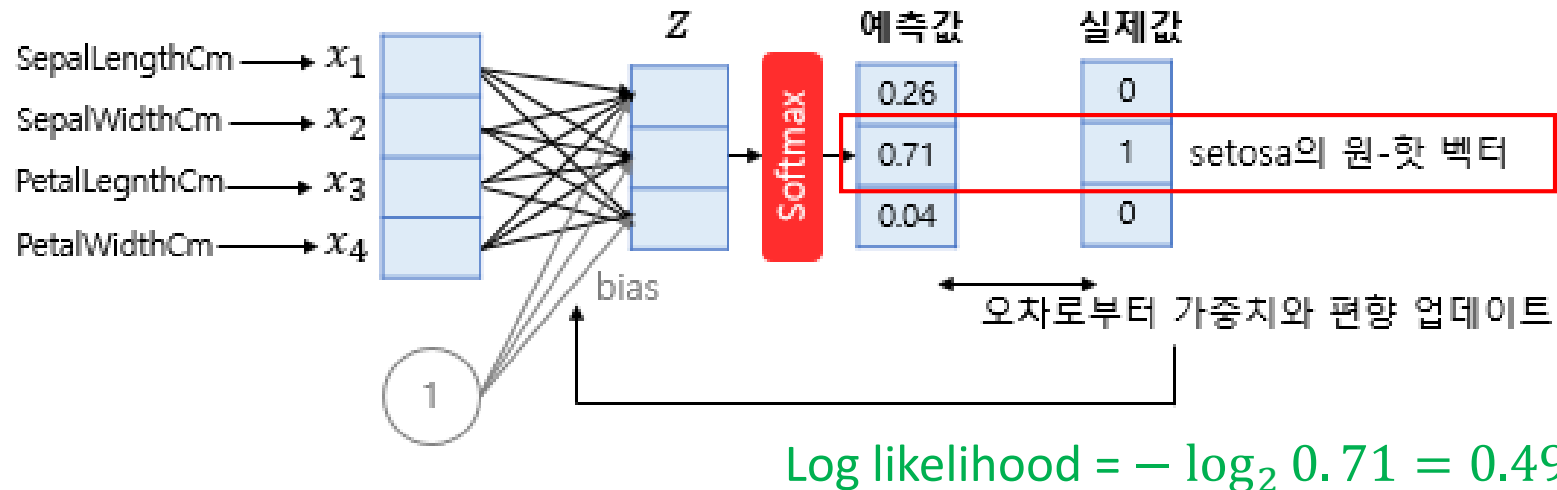 Z 예측값 실제값
SepalLengthCm x₁
SepalWidthCm x₂
PetalLegnthCm x₃
PetalWidthCm x₄
Softmax
0.26 0
0.71 1 setosa의 원-핫 벡터
0.04 0
bias
오차로부터 가중치와 편향 업데이트
1
Log likelihood = − log₂ 0.71 = 0.49